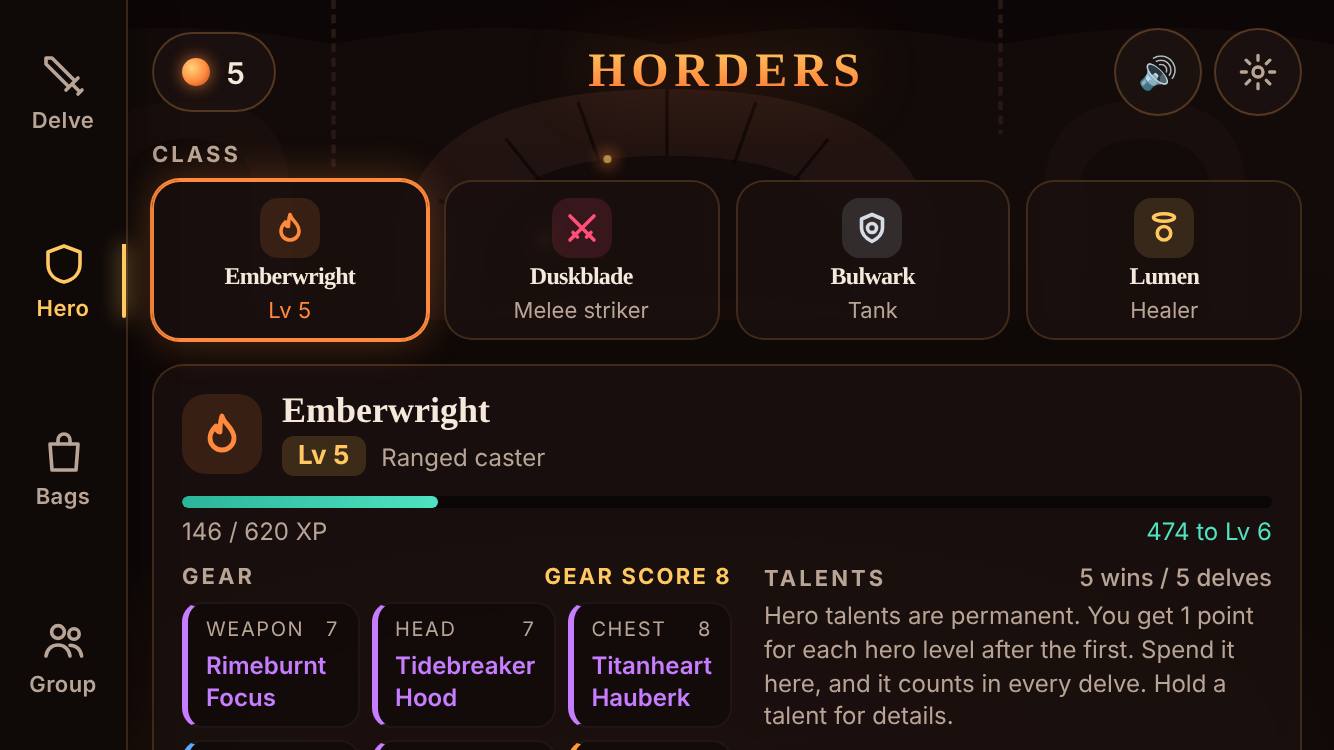 5
HORDERS
Delve
Hero
Bags
Group
CLASS
Emberwright
Lv 5
Duskblade
Melee striker
Bulwark
Tank
Lumen
Healer
Emberwright
Lv 5 Ranged caster
146 / 620 XP
474 to Lv 6
GEAR
GEAR SCORE 8
WEAPON 7
Rimeburnt
Focus
HEAD 7
Tidebreaker
Hood
CHEST 8
Titanheart
Hauberk
TALENTS
5 wins / 5 delves
Hero talents are permanent. You get 1 point
for each hero level after the first. Spend it
here, and it counts in every delve. Hold a
talent for details.